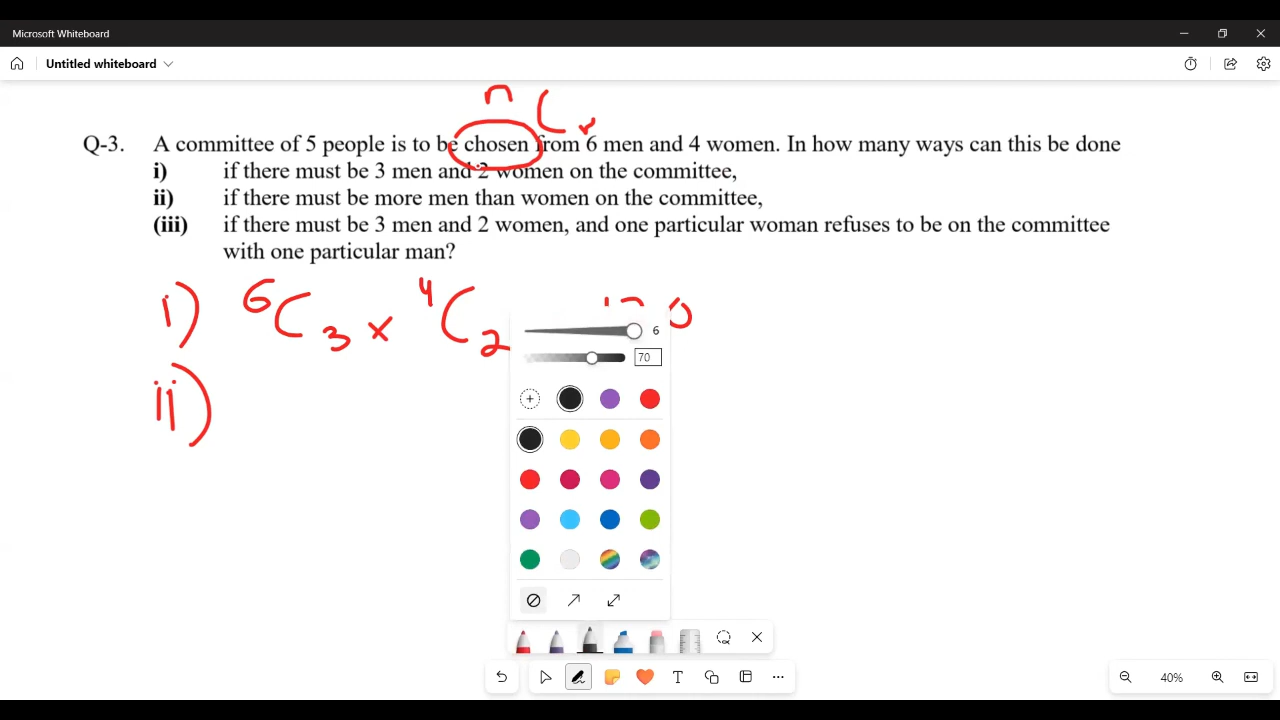 Microsoft Whiteboard
Untitled whiteboard
n C r
Q-3. A committee of 5 people is to be chosen from 6 men and 4 women. In how many ways can this be done
i) if there must be 3 men and 2 women on the committee,
ii) if there must be more men than women on the committee,
(iii) if there must be 3 men and 2 women, and one particular woman refuses to be on the committee
with one particular man?
i) 6 C 3 × 4 C 2
6
70
ii)
T
40%